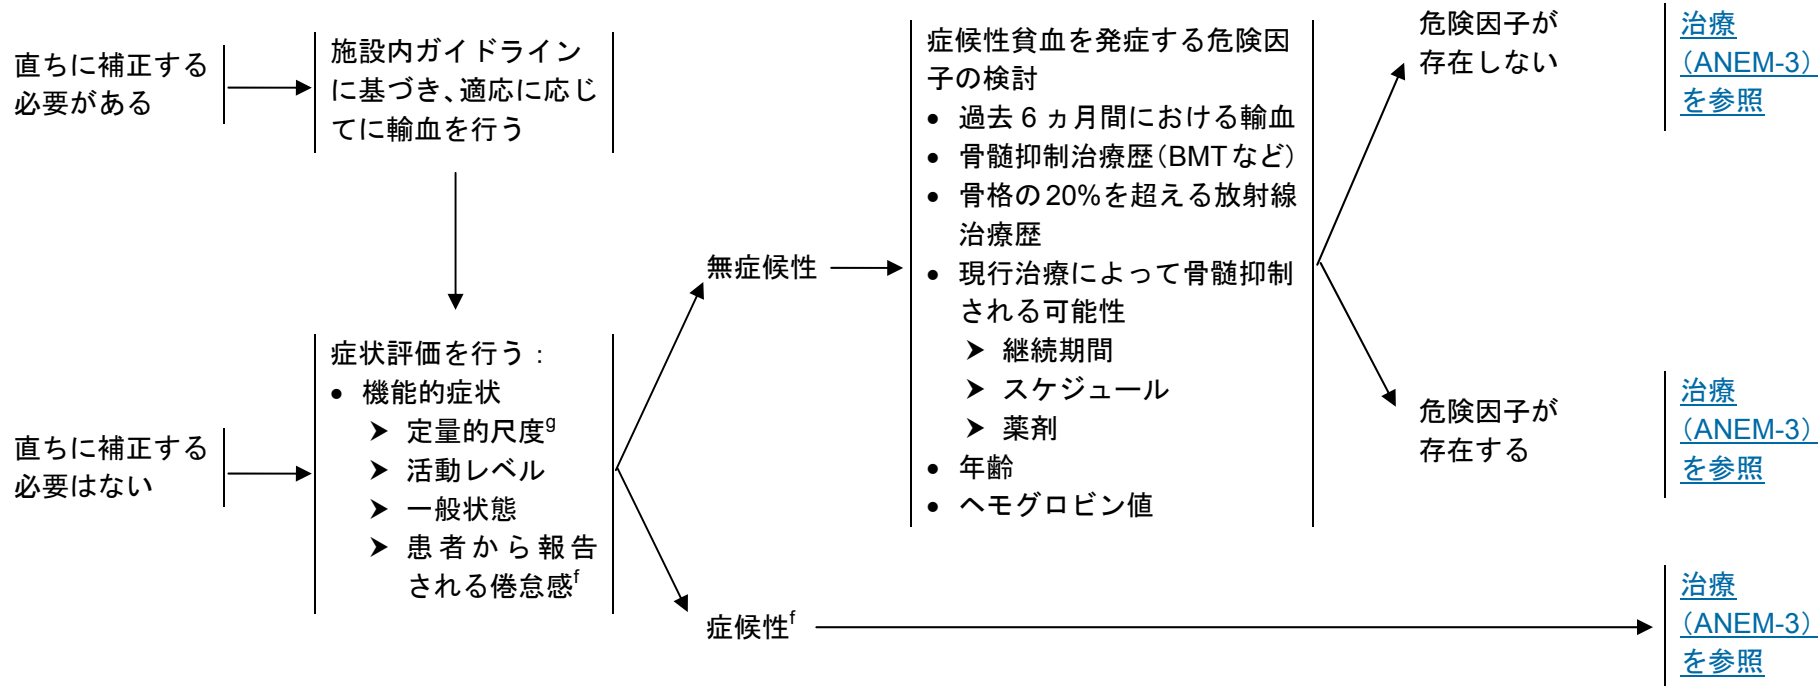 直ちに補正する
必要がある
施設内ガイドライン
に基づき、適応に応じ
てに輸血を行う
直ちに補正する
必要はない
症状評価を行う：
• 機能的症状
➤ 定量的尺度g
➤ 活動レベル
➤ 一般状態
➤ 患者から報告
される倦怠感f
無症候性
症候性f
症候性貧血を発症する危険因
子の検討
• 過去 6 ヵ月間における輸血
• 骨髄抑制治療歴（BMT など）
• 骨格の 20%を超える放射線
治療歴
• 現行治療によって骨髄抑制
される可能性
➤ 継続期間
➤ スケジュール
➤ 薬剤
• 年齢
• ヘモグロビン値
危険因子が
存在しない
治療
（ANEM-3）
を参照
危険因子が
存在する
治療
（ANEM-3）
を参照
治療
（ANEM-3）
を参照